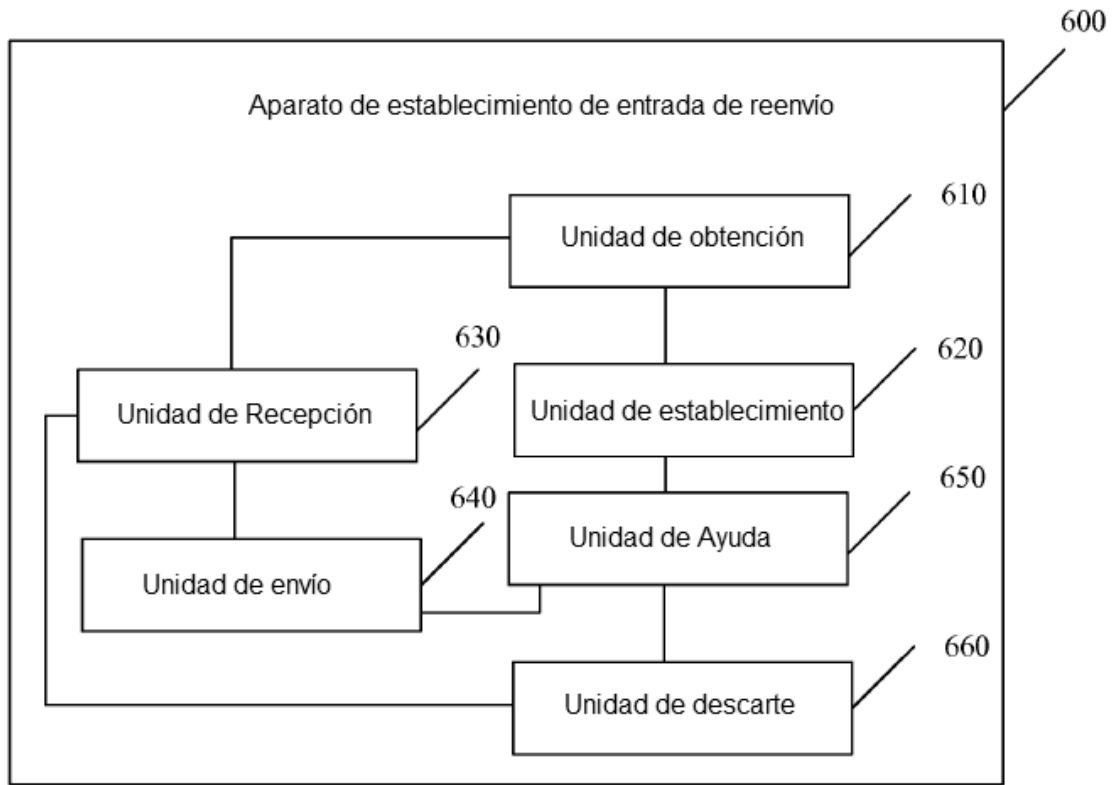 600
Aparato de establecimiento de entrada de reenvío
610
Unidad de obtención
630
620
Unidad de Recepción
Unidad de establecimiento
640
650
Unidad de Ayuda
Unidad de envío
660
Unidad de descarte